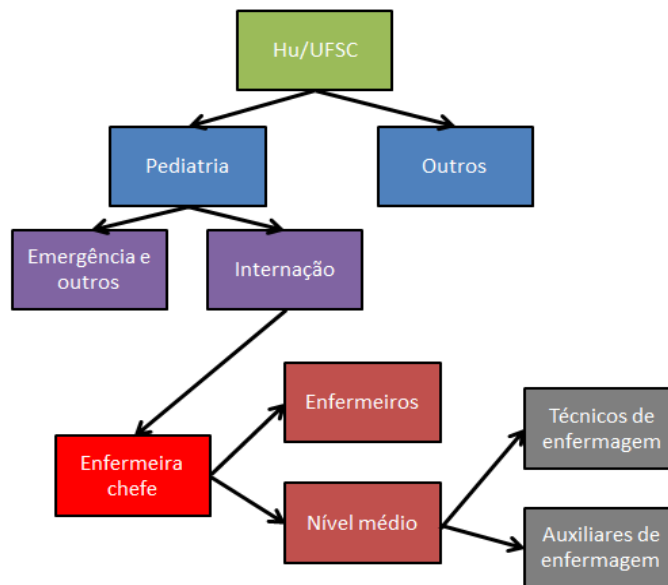 Hu/UFSC
Pediatria
Outros
Emergência e
outros
Internação
Enfermeiros
Enfermeira
chefe
Nível médio
Técnicos de
enfermagem
Auxiliares de
enfermagem